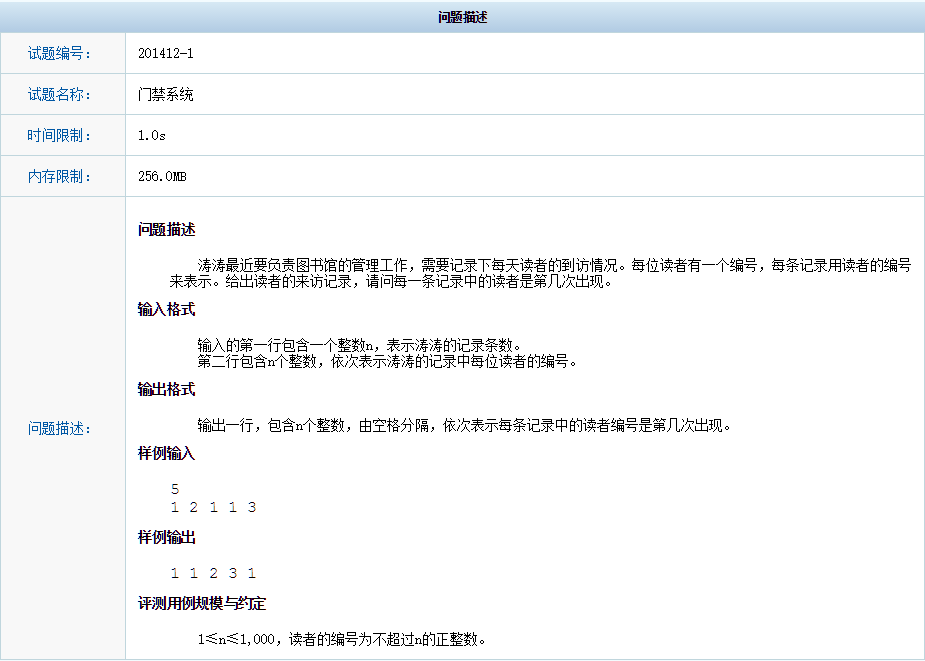 问题描述
试题编号： 201412-1
试题名称： 门禁系统
时间限制： 1.0s
内存限制： 256.0MB
问题描述：
问题描述
涛涛最近要负责图书馆的管理工作，需要记录下每天读者的到访情况。每位读者有一个编号，每条记录用读者的编号
来表示。给出读者的来访记录，请问每一条记录中的读者是第几次出现。
输入格式
输入的第一行包含一个整数n，表示涛涛的记录条数。
第二行包含n个整数，依次表示涛涛的记录中每位读者的编号。
输出格式
输出一行，包含n个整数，由空格分隔，依次表示每条记录中的读者编号是第几次出现。
样例输入
5
1 2 1 1 3
样例输出
1 1 2 3 1
评测用例规模与约定
1≤n≤1,000，读者的编号为不超过n的正整数。